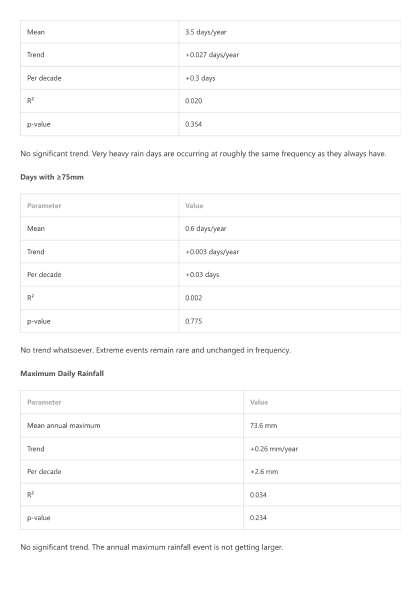 Mean 3.5 days/year
Trend +0.027 days/year
Per decade +0.3 days
R² 0.020
p-value 0.354
No significant trend. Very heavy rain days are occurring at roughly the same frequency as they always have.
Days with ≥75mm
Parameter Value
Mean 0.6 days/year
Trend +0.003 days/year
Per decade +0.03 days
R² 0.002
p-value 0.775
No trend whatsoever. Extreme events remain rare and unchanged in frequency.
Maximum Daily Rainfall
Parameter Value
Mean annual maximum 73.6 mm
Trend +0.26 mm/year
Per decade +2.6 mm
R² 0.034
p-value 0.234
No significant trend. The annual maximum rainfall event is not getting larger.